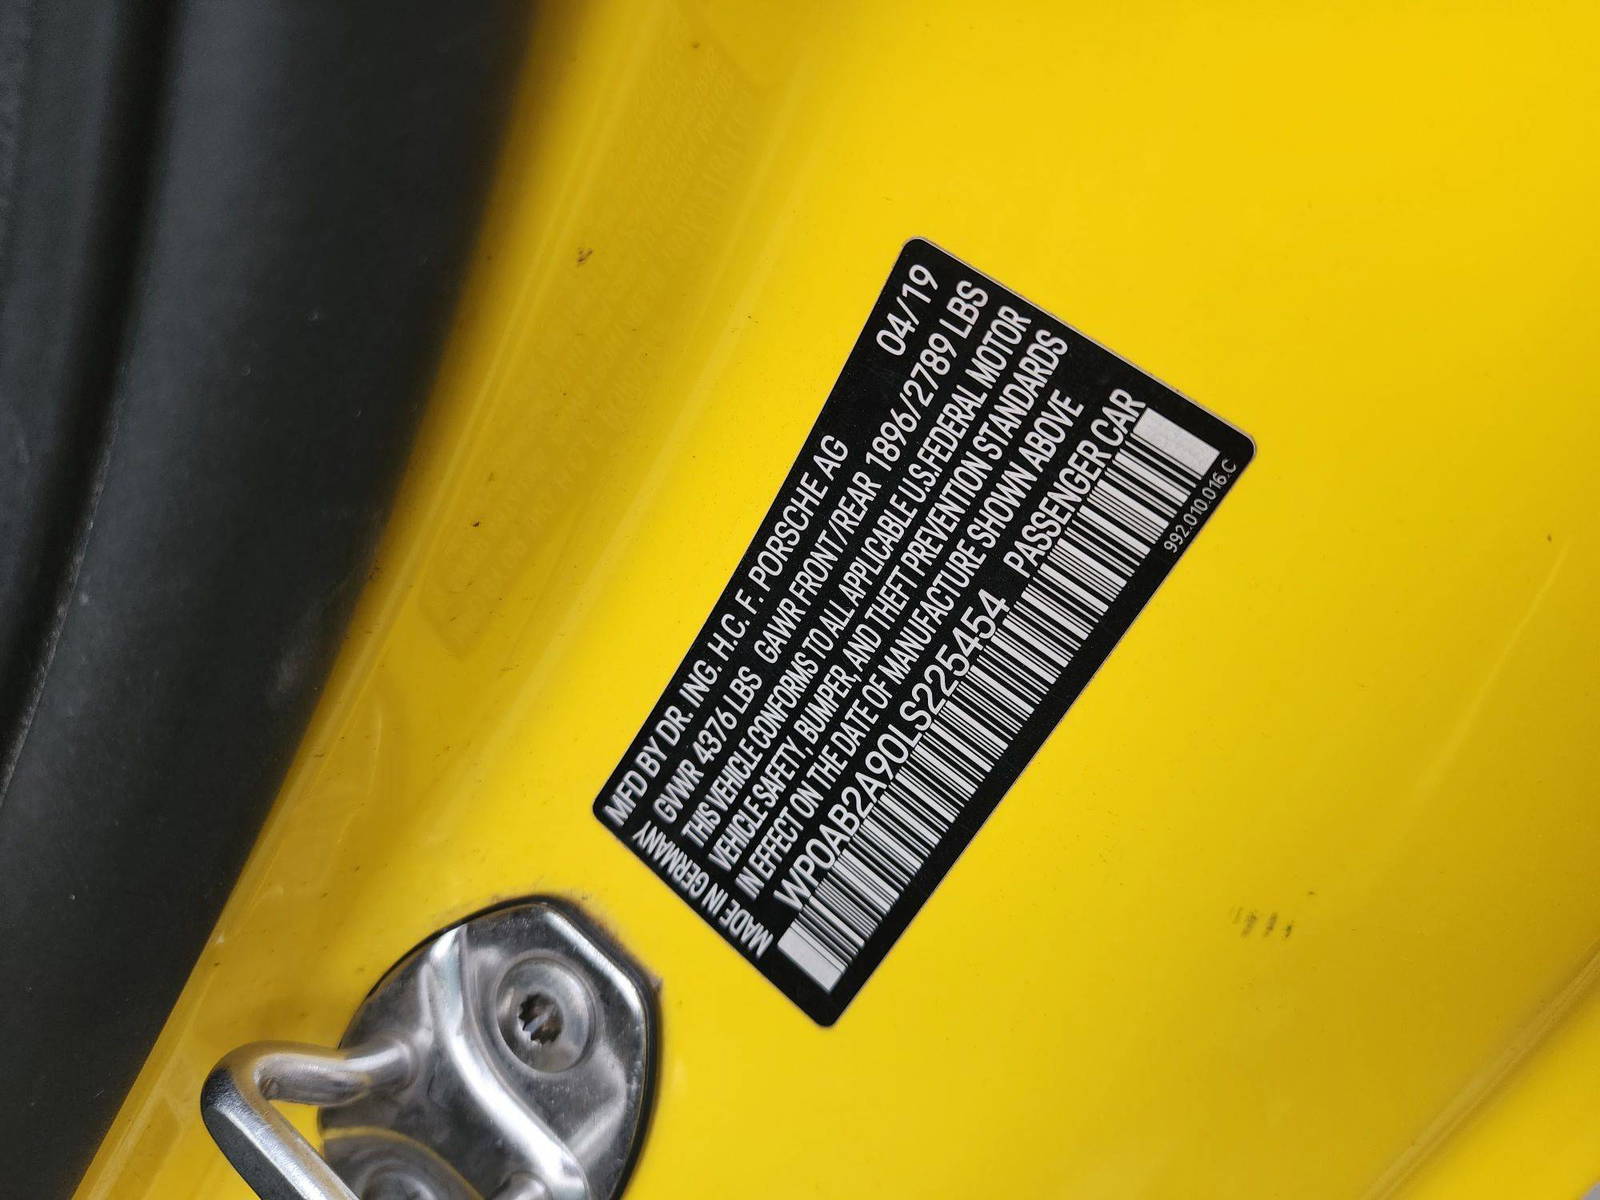 MFD BY DR. ING. H.C. F. PORSCHE AG 04/19
GVWR 4376 LBS GAWR FRONT/REAR 1896/2789 LBS
THIS VEHICLE CONFORMS TO ALL APPLICABLE U.S.FEDERAL MOTOR
VEHICLE SAFETY, BUMPER, AND THEFT PREVENTION STANDARDS
IN EFFECT ON THE DATE OF MANUFACTURE SHOWN ABOVE
WP0AB2A90LS225454 PASSENGER CAR
MADE IN GERMANY
992.010.016.C